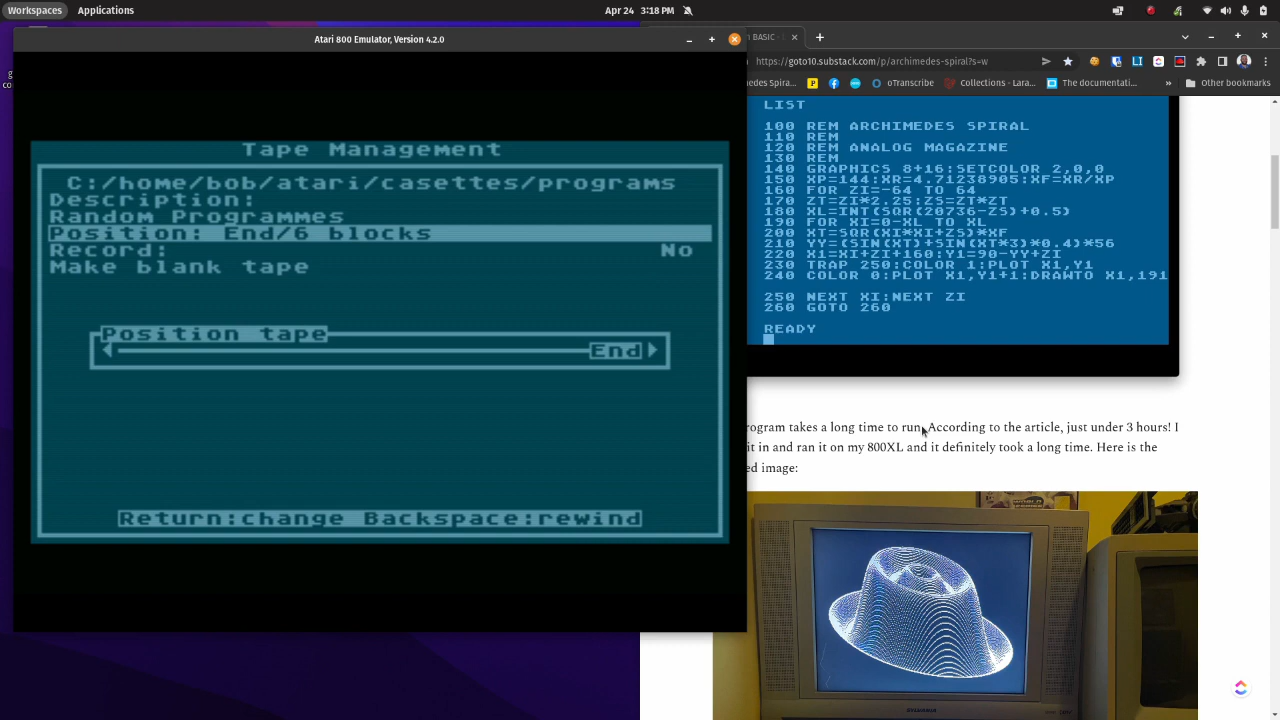 Workspaces
Applications
Apr 24 3:18 PM
Atari 800 Emulator, Version 4.2.0
BASIC
https://goto10.substack.com/p/archimedes-spiral?s=w
medes Spira...
LI
oTranscribe
Collections - Lara...
The documentati...
Other bookmarks
Tape Management
C:/home/bob/atari/casettes/programs
Description:
Random Programmes
Position: End/6 blocks
Record: No
Make blank tape
Position tape
End
Return:change Backspace:rewind
LIST
100 REM ARCHIMEDES SPIRAL
110 REM
120 REM ANALOG MAGAZINE
130 REM
140 GRAPHICS 8+16:SETCOLOR 2,0,0
150 XP=144:XR=4.71238905:XF=XR/XP
160 FOR ZI=-64 TO 64
170 ZT=ZI*2.25:ZS=ZT*ZT
180 XL=INT(SQR(20736-ZS)+0.5)
190 FOR XI=0-XL TO XL
200 XT=SQR(XI*XI+ZS)*XF
210 YY=(SIN(XT)+SIN(XT*3)*0.4)*56
220 X1=XI+ZI+160:Y1=90-YY+ZI
230 TRAP 250:COLOR 1:PLOT X1,Y1
240 COLOR 0:PLOT X1,Y1+1:DRAWTO X1,191
250 NEXT XI:NEXT ZI
260 GOTO 260
READY
rogram takes a long time to run. According to the article, just under 3 hours! I
it in and ran it on my 800XL and it definitely took a long time. Here is the
ed image: